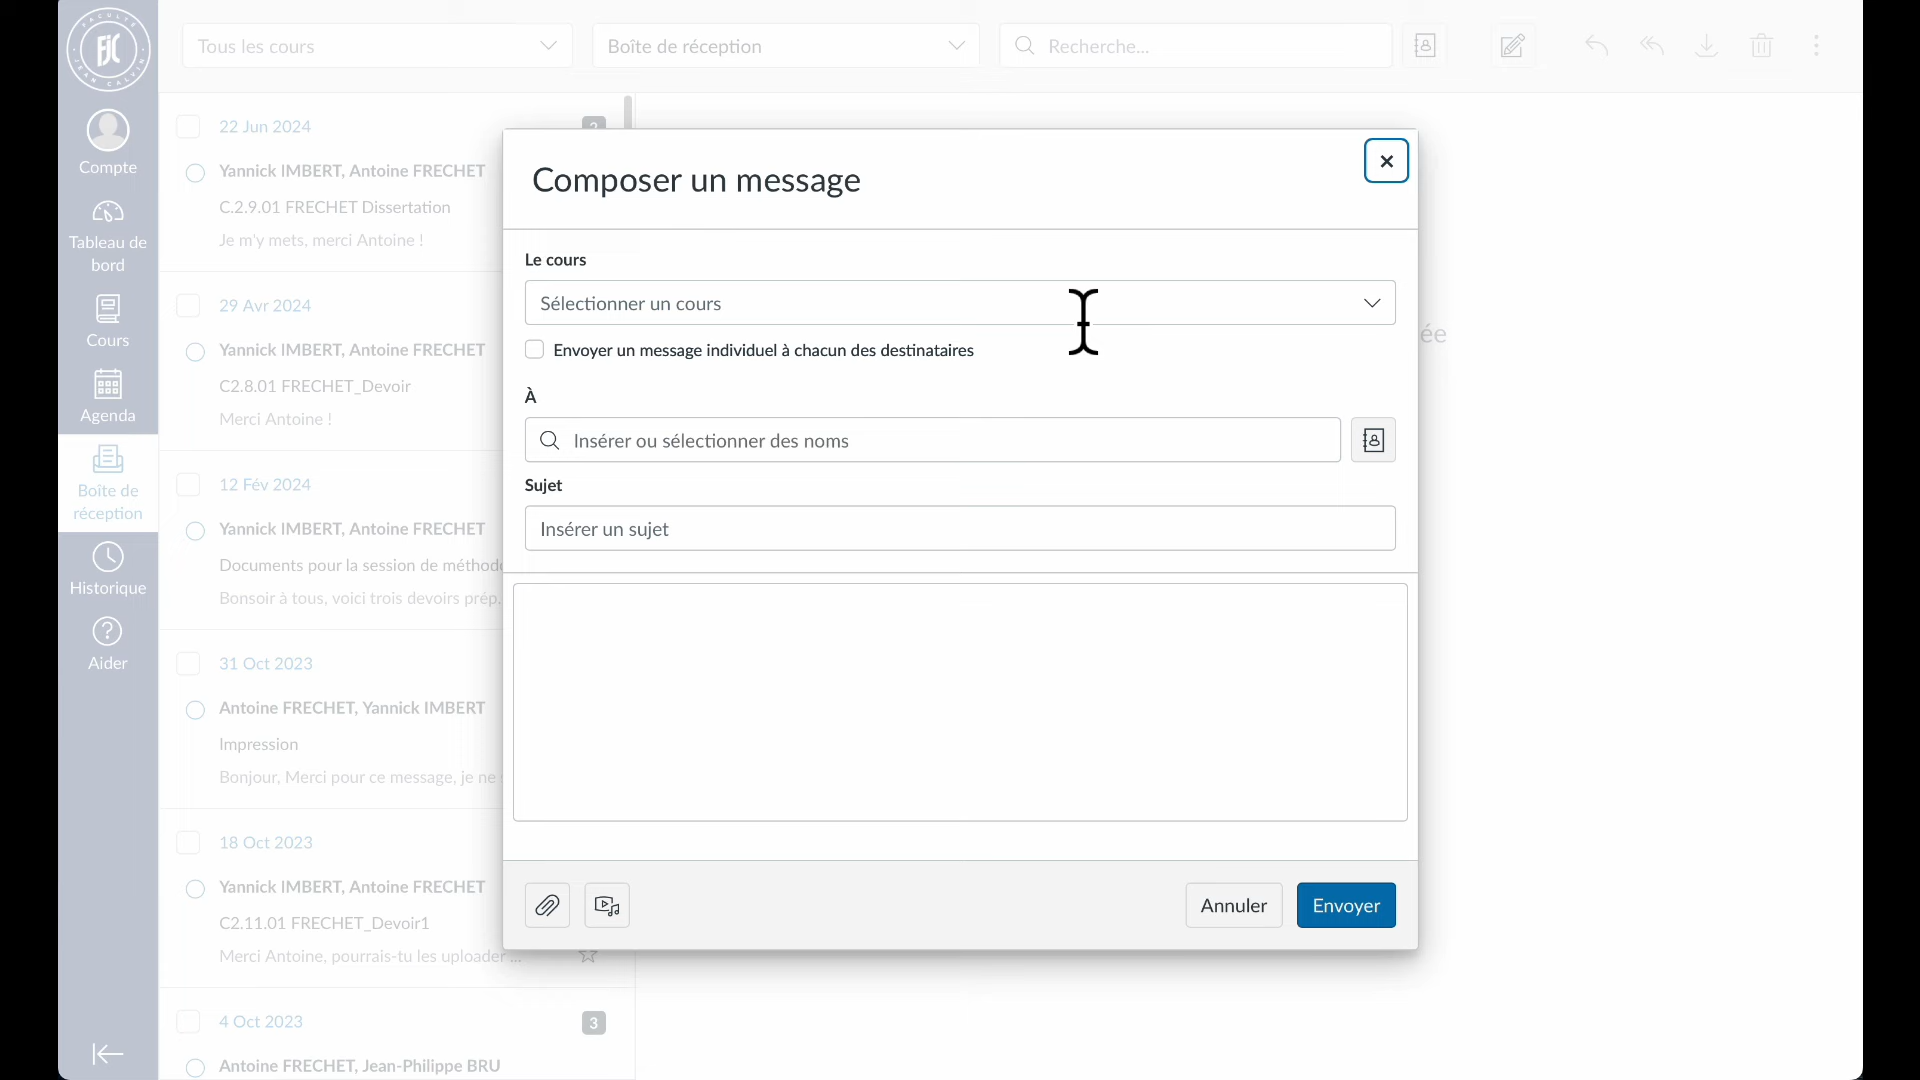 FACULTÉ
FJC
JEAN CALVIN
Compte
Tableau de
bord
Cours
Agenda
Boîte de
réception
Historique
Aider
Tous les cours
Boîte de réception
Recherche...
22 Jun 2024
Yannick IMBERT, Antoine FRECHET
C.2.9.01 FRECHET Dissertation
Je m'y mets, merci Antoine !
29 Avr 2024
Yannick IMBERT, Antoine FRECHET
C2.8.01 FRECHET_Devoir
Merci Antoine !
12 Fév 2024
Yannick IMBERT, Antoine FRECHET
Documents pour la session de méthod
Bonsoir à tous, voici trois devoirs prép.
31 Oct 2023
Antoine FRECHET, Yannick IMBERT
Impression
Bonjour, Merci pour ce message, je ne
18 Oct 2023
Yannick IMBERT, Antoine FRECHET
C2.11.01 FRECHET_Devoir1
Merci Antoine, pourrais-tu les uploader ...
4 Oct 2023
3
Antoine FRECHET, Jean-Philippe BRU
Composer un message
Le cours
Sélectionner un cours
Envoyer un message individuel à chacun des destinataires
À
Insérer ou sélectionner des noms
Sujet
Insérer un sujet
Annuler
Envoyer
ée